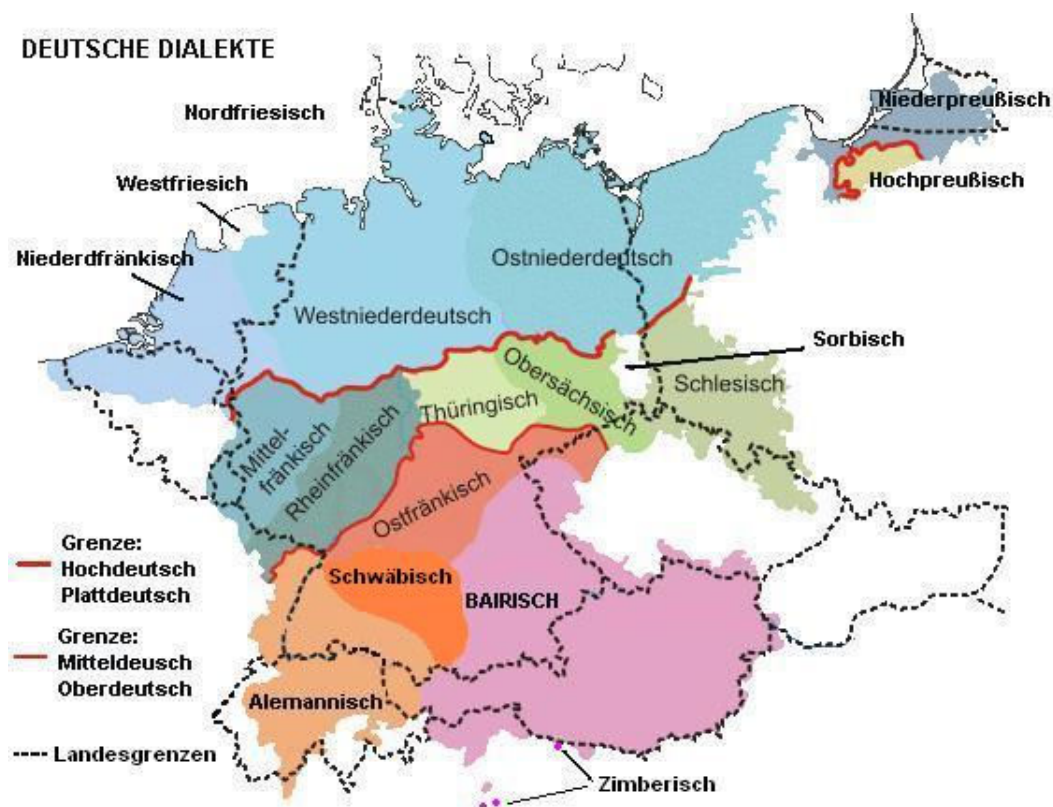 DEUTSCHE DIALEKTE
Nordfriesisch
Niederpreußisch
Westfriesich
Hochpreußisch
Niederdfränkisch
Ostniederdeutsch
Westniederdeutsch
Sorbisch
Obersächsisch
Schlesisch
Thüringisch
Mittel-
fränkisch
Rheinfränkisch
Ostfränkisch
Grenze:
Hochdeutsch
Plattdeutsch
Schwäbisch
BAIRISCH
Grenze:
Mitteldeusch
Oberdeutsch
Alemannisch
Landesgrenzen
Zimberisch